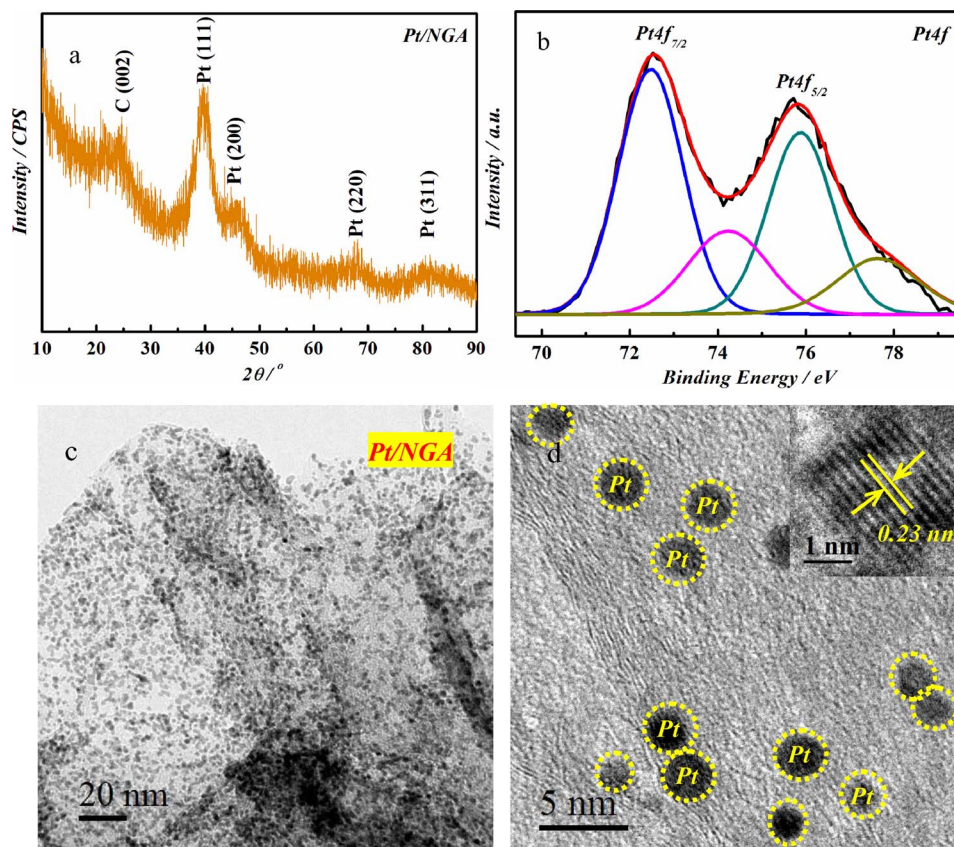 a
Pt/NGA
C (002)
Pt (111)
Pt (200)
Pt (220)
Pt (311)
Intensity / CPS
10 20 30 40 50 60 70 80 90
2θ / °
b
Pt4f
Pt4f7/2
Pt4f5/2
Intensity / a.u.
70 72 74 76 78
Binding Energy / eV
c
Pt/NGA
20 nm
d
Pt
Pt
Pt
0.23 nm
1 nm
Pt
Pt
Pt
Pt
5 nm